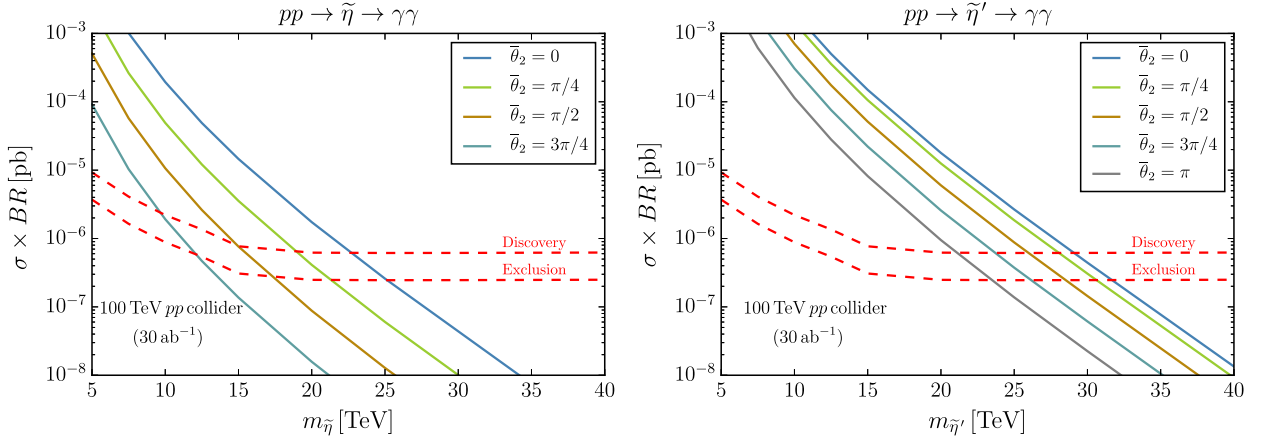 pp → η̃ → γγ
σ × BR [pb]
10⁻³
10⁻⁴
10⁻⁵
10⁻⁶
10⁻⁷
10⁻⁸
θ̅₂ = 0
θ̅₂ = π/4
θ̅₂ = π/2
θ̅₂ = 3π/4
Discovery
Exclusion
100 TeV pp collider
(30 ab⁻¹)
5 10 15 20 25 30 35 40
m_η̃ [TeV]
pp → η̃′ → γγ
σ × BR [pb]
10⁻³
10⁻⁴
10⁻⁵
10⁻⁶
10⁻⁷
10⁻⁸
θ̅₂ = 0
θ̅₂ = π/4
θ̅₂ = π/2
θ̅₂ = 3π/4
θ̅₂ = π
Discovery
Exclusion
100 TeV pp collider
(30 ab⁻¹)
5 10 15 20 25 30 35 40
m_η̃′ [TeV]